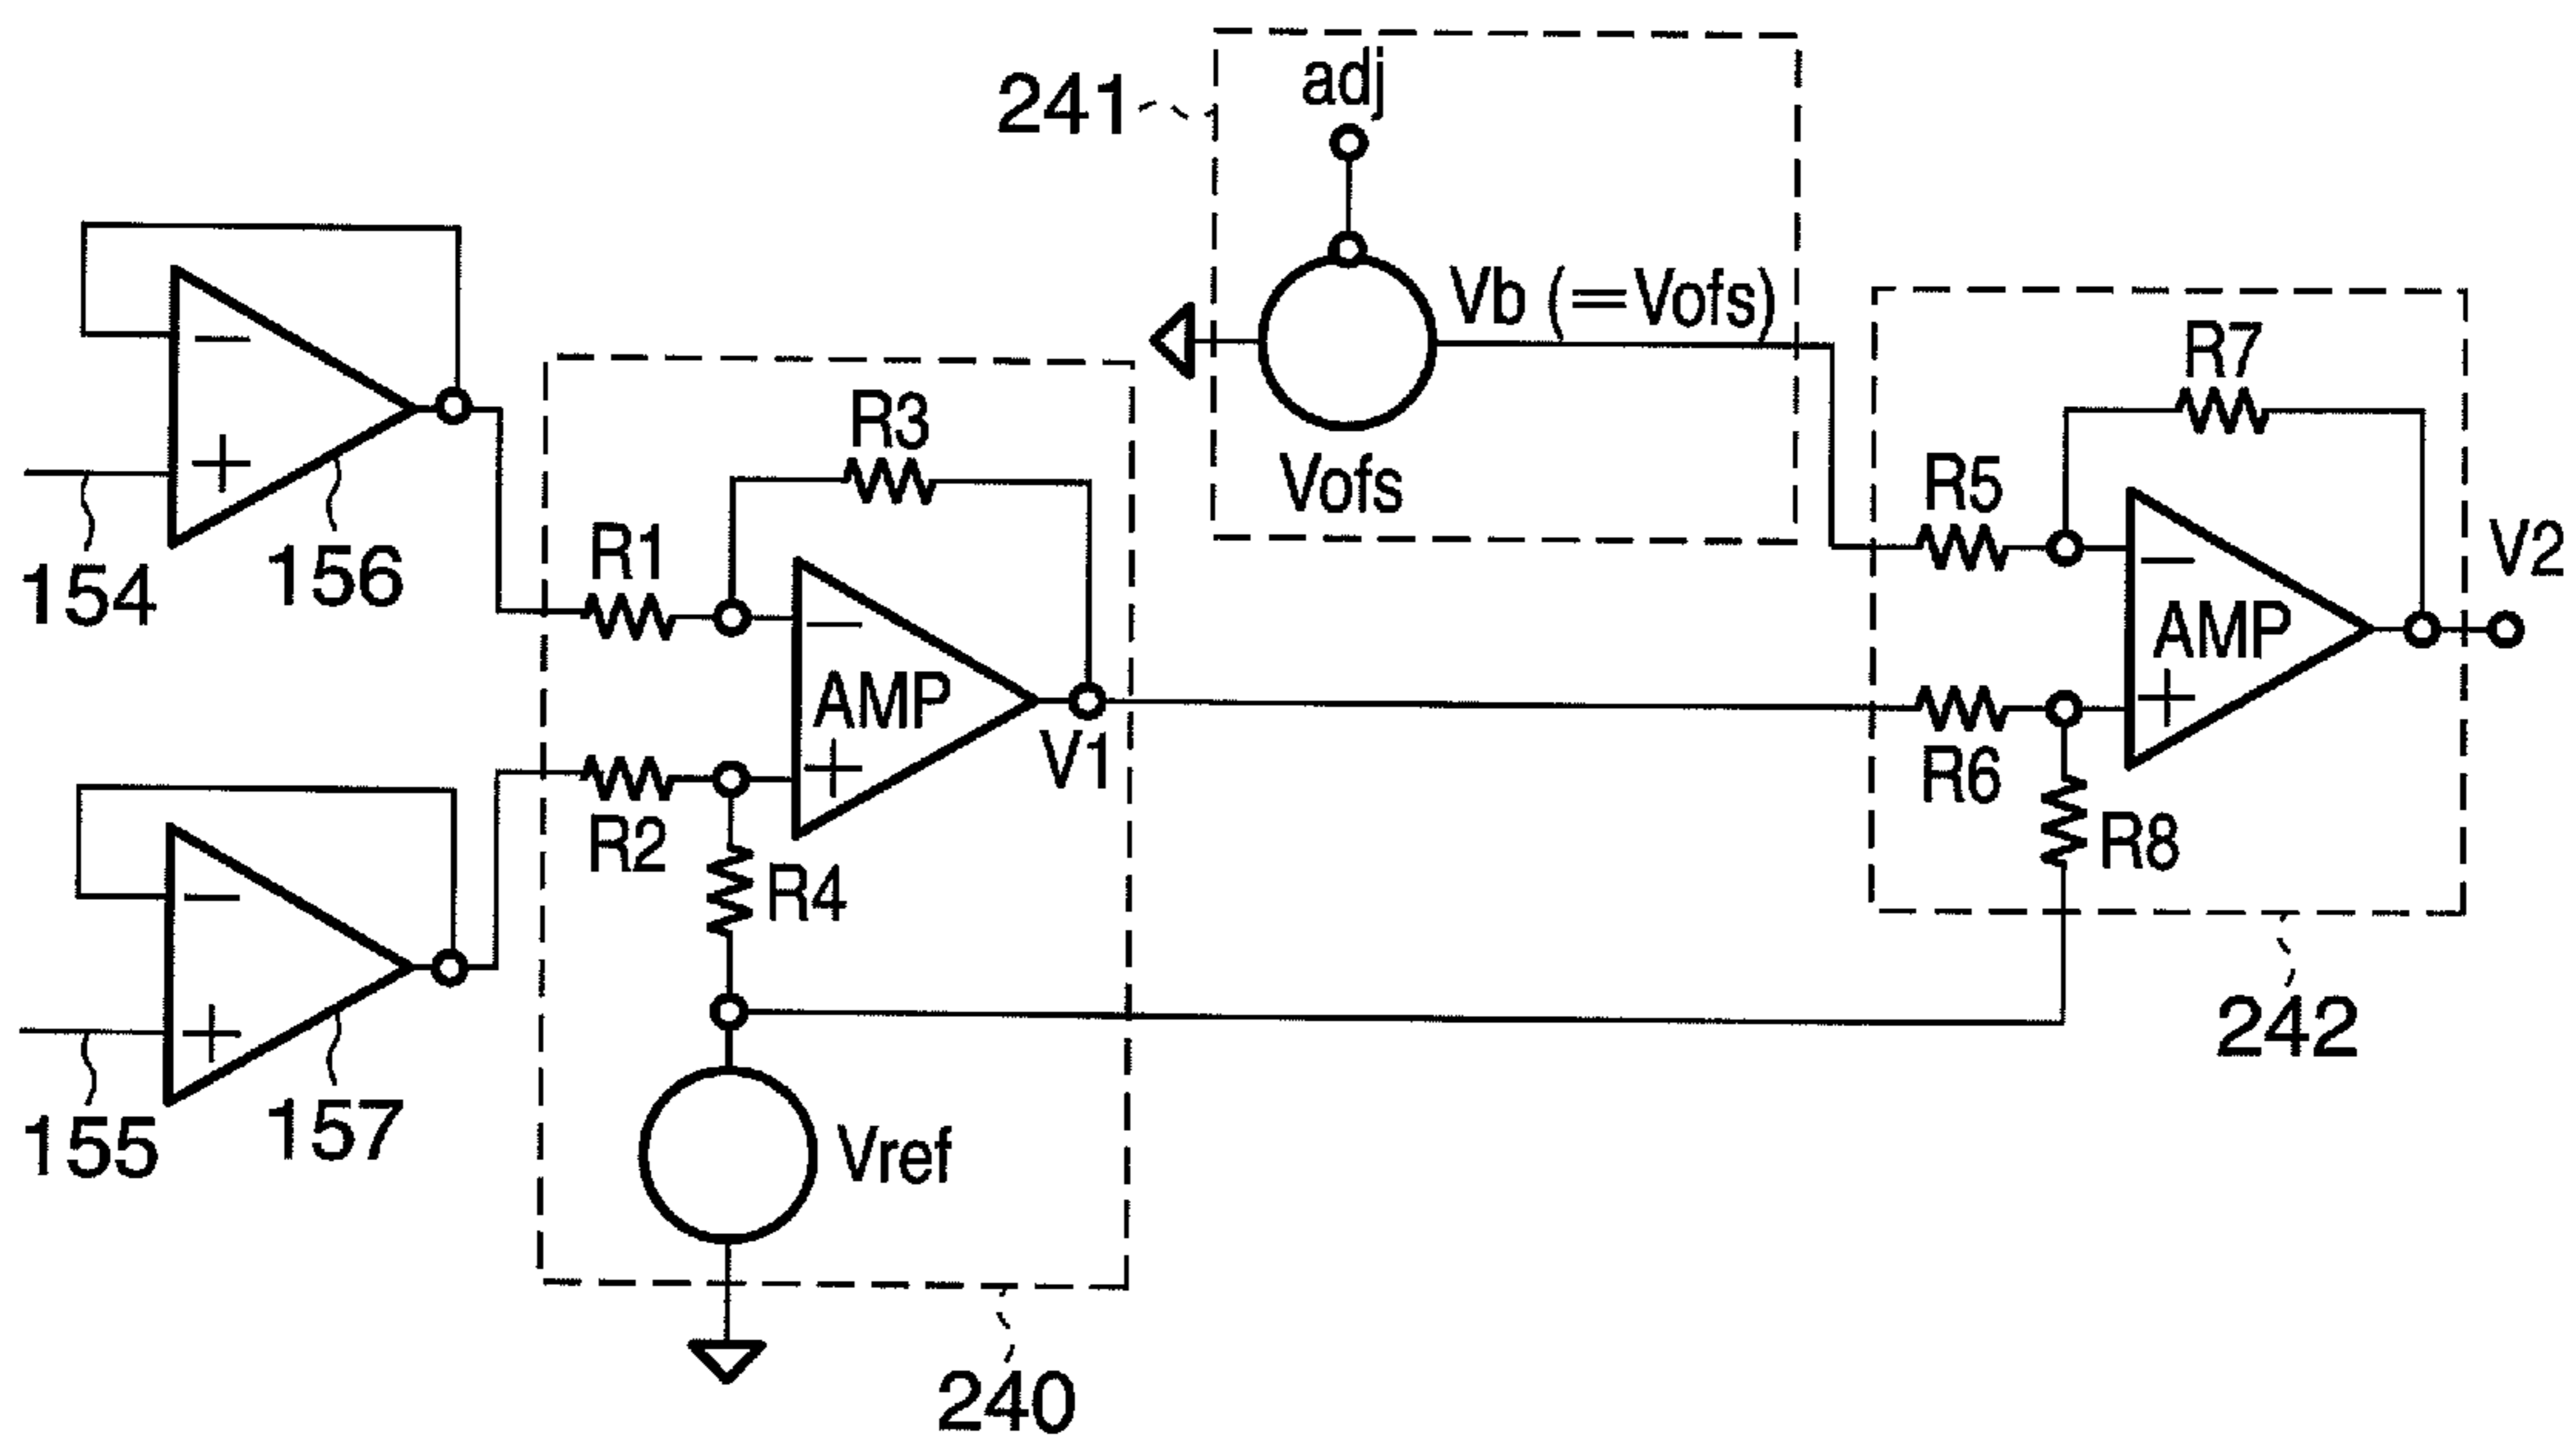 241
adj
Vb (=Vofs)
Vofs
−
+
154
156
R3
R1
−
AMP
+
V1
R2
R4
−
+
155
157
Vref
240
R7
R5
−
AMP
+
V2
R6
R8
242